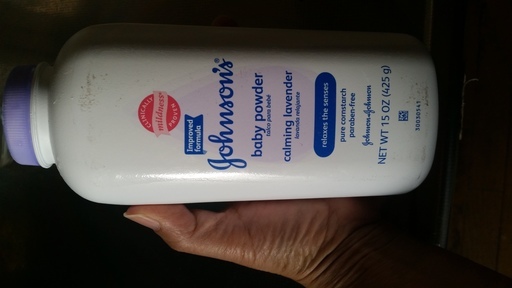 CLINICALLY
mildness
PROVEN
Improved
formula
Johnson's®
baby powder
talco para bebé
calming lavender
lavanda relajante
relaxes the senses
pure cornstarch
paraben-free
Johnson & Johnson
NET WT 15 OZ (425 g)